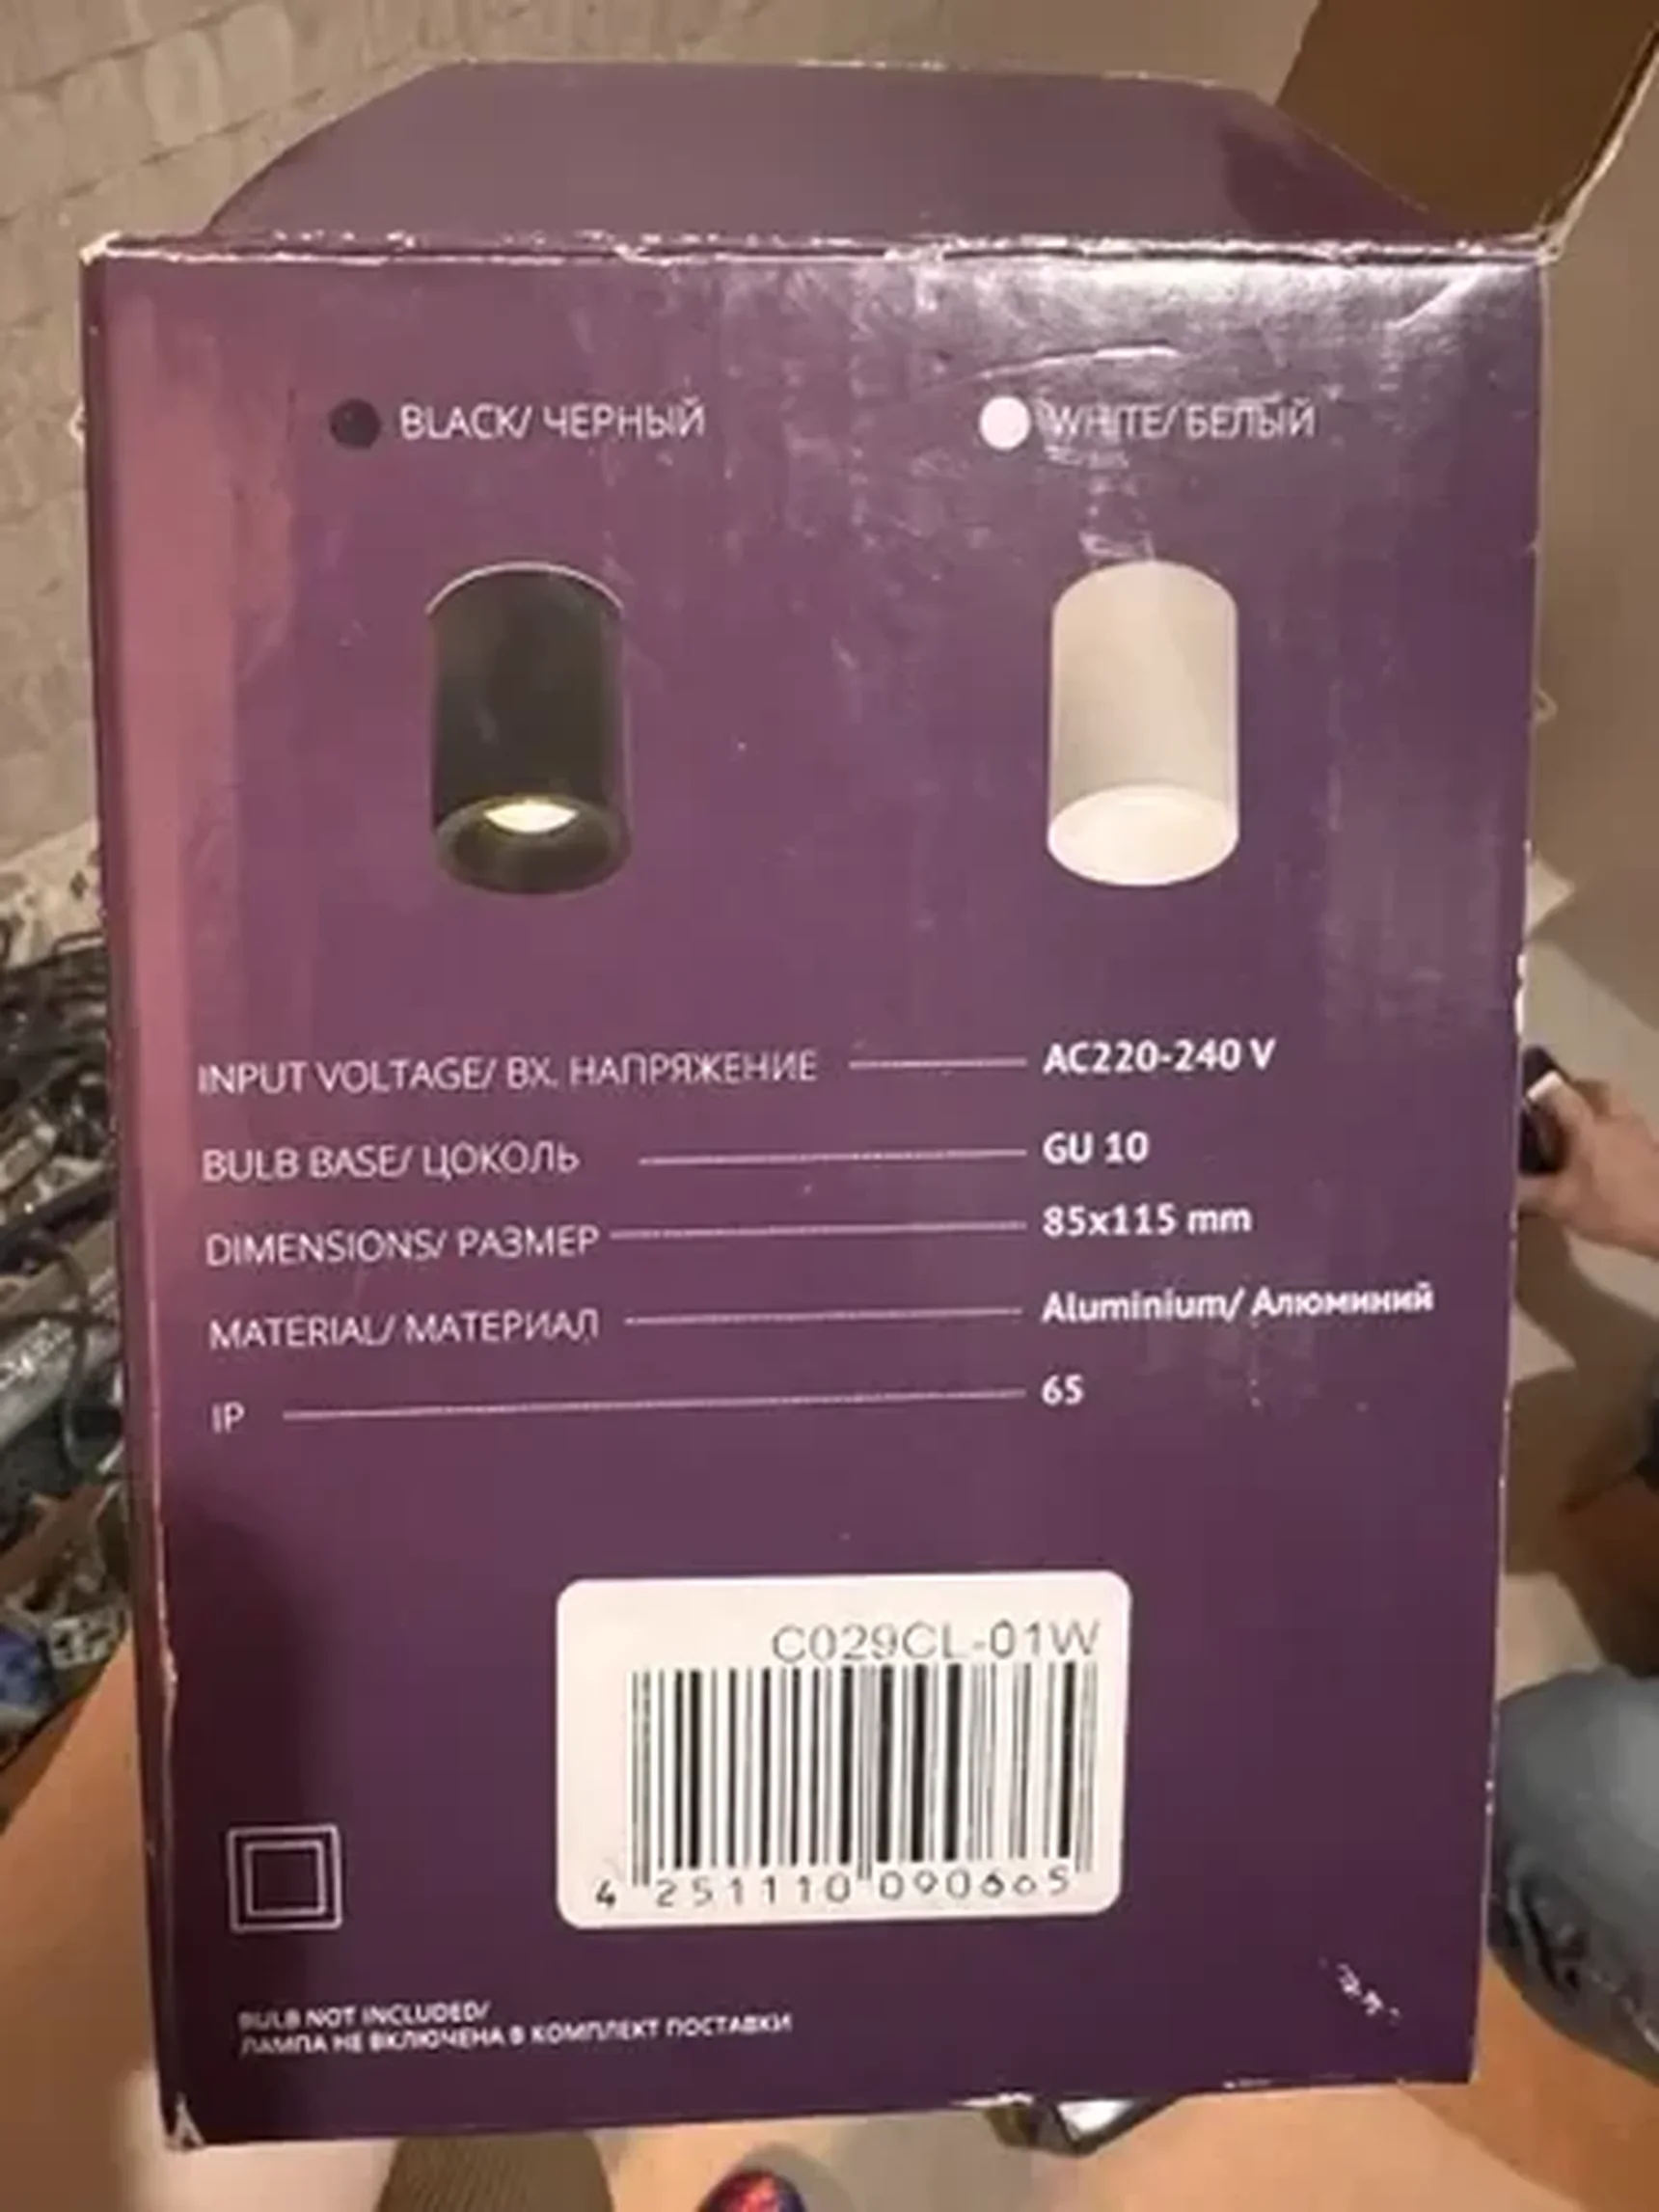 BLACK/ ЧЕРНЫЙ
WHITE/ БЕЛЫЙ
INPUT VOLTAGE/ ВХ. НАПРЯЖЕНИЕ AC220-240 V
BULB BASE/ ЦОКОЛЬ GU 10
DIMENSIONS/ РАЗМЕР 85x115 mm
MATERIAL/ МАТЕРИАЛ Aluminium/ Алюминий
IP 65
C029CL-01W
4 251110 090665
BULB NOT INCLUDED/
ЛАМПА НЕ ВКЛЮЧЕНА В КОМПЛЕКТ ПОСТАВКИ